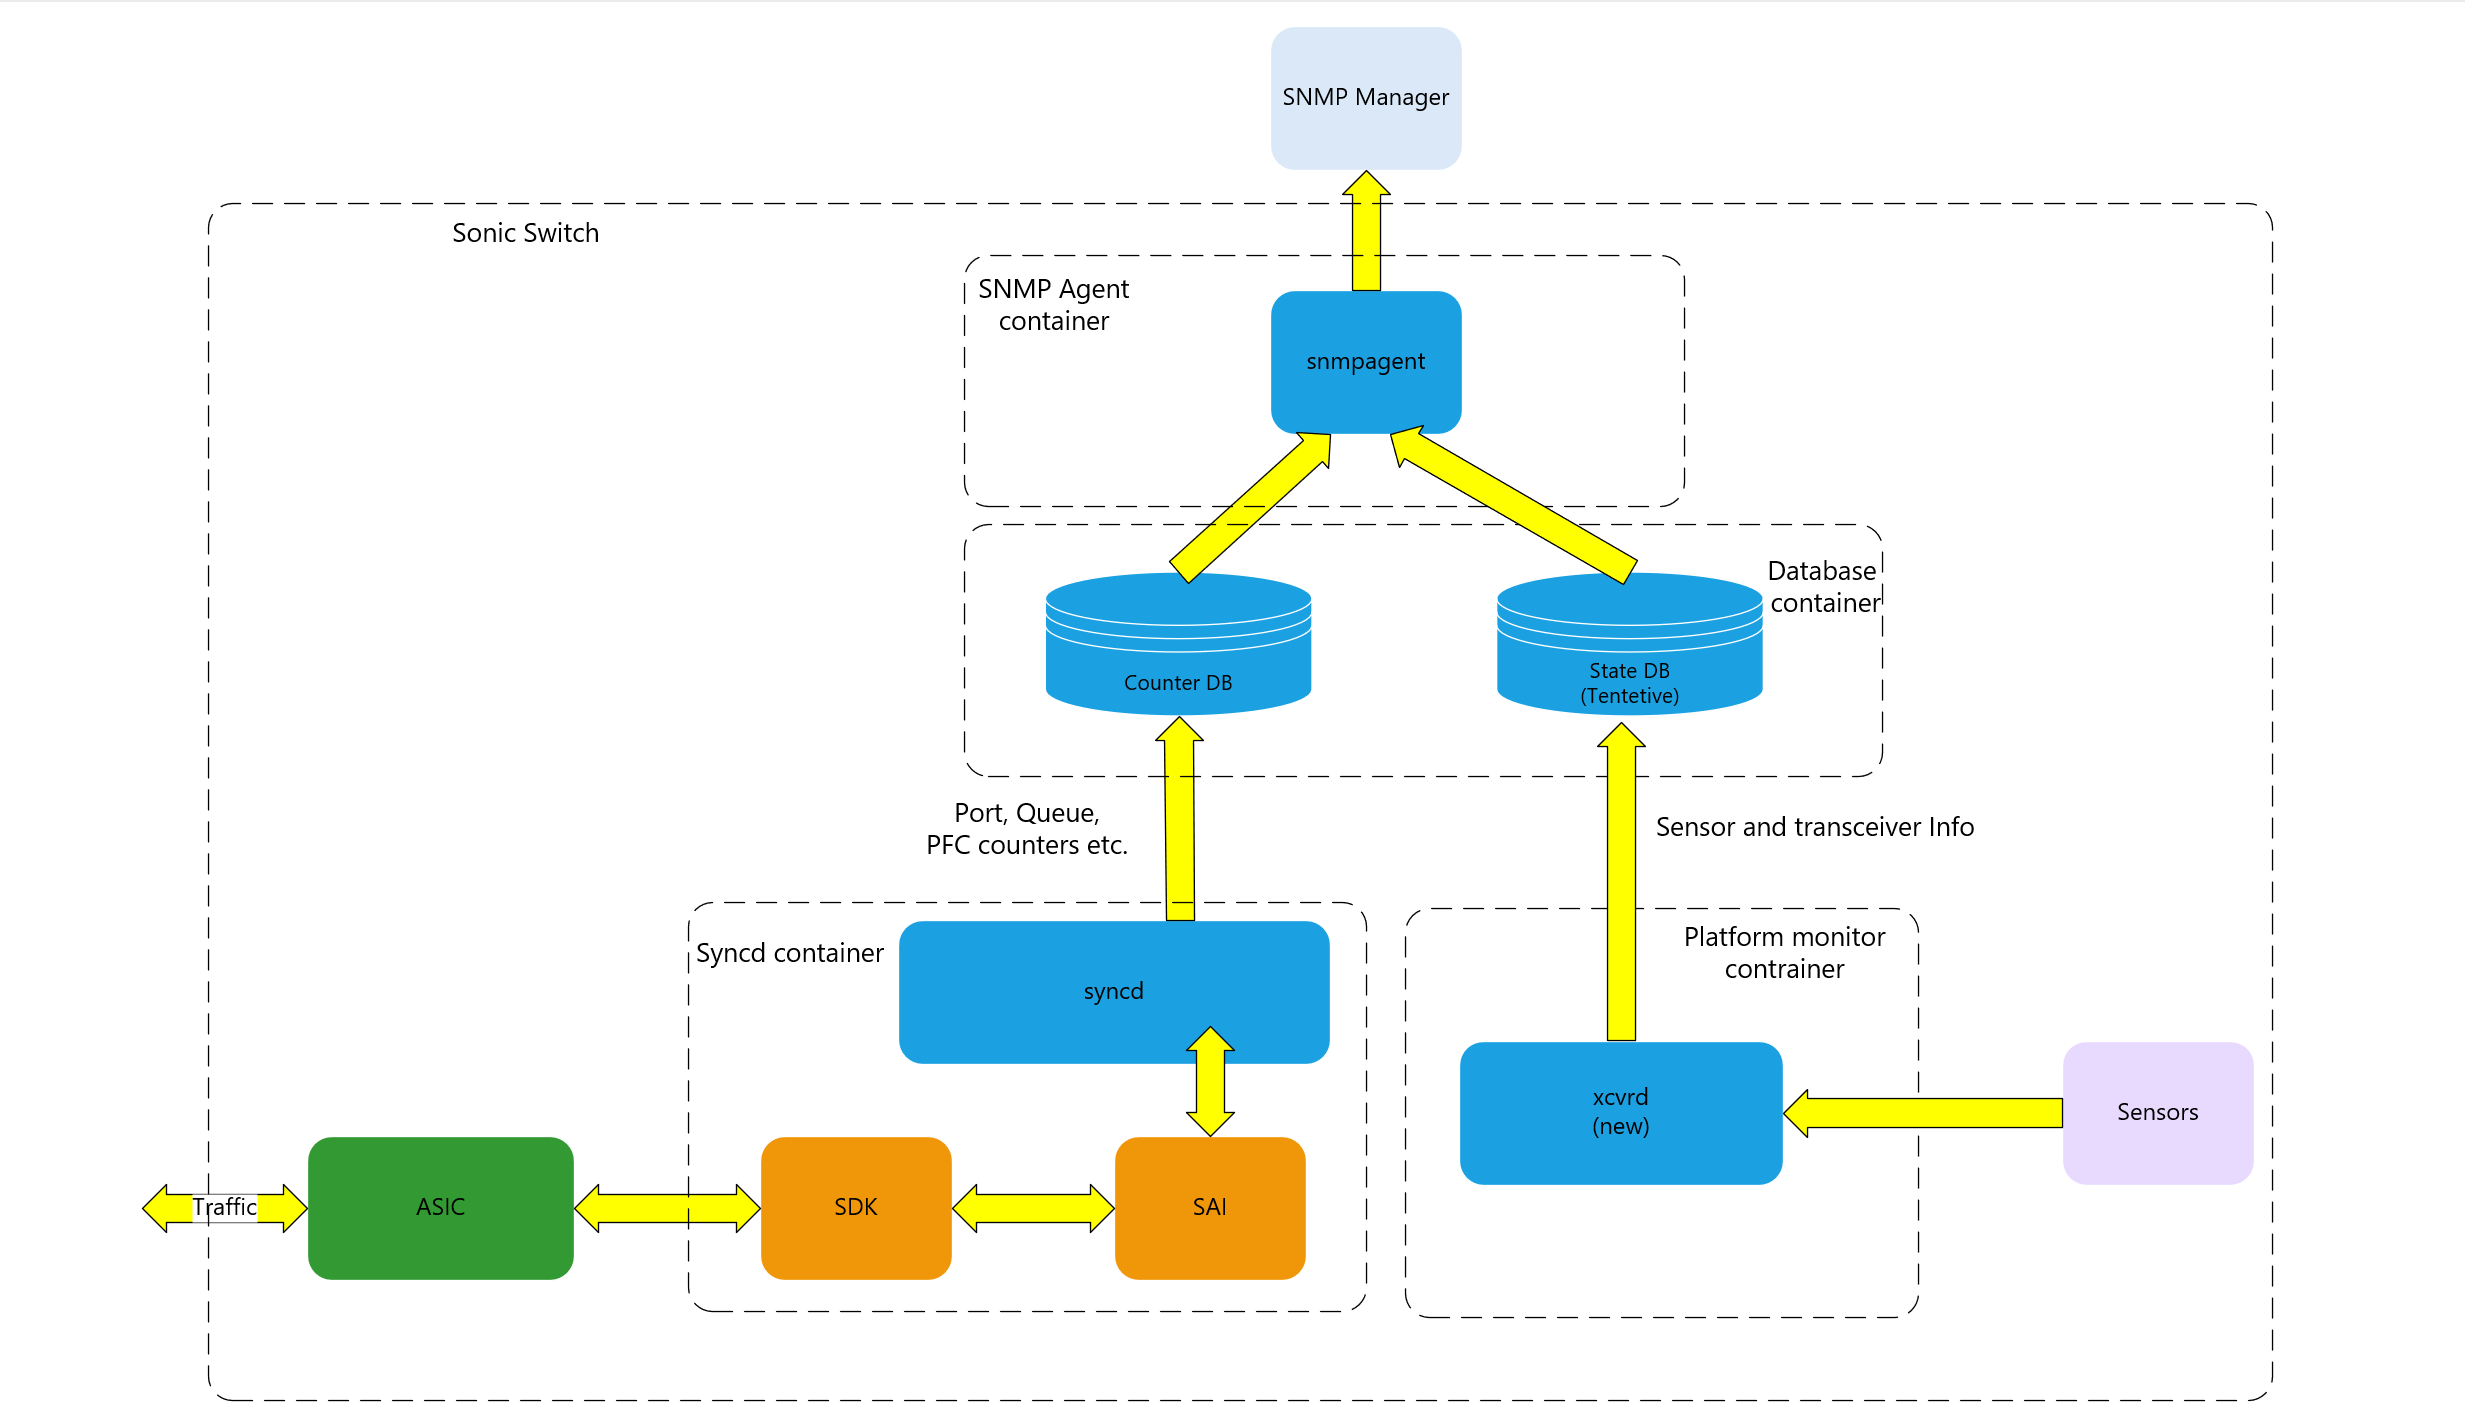 SNMP Manager
Sonic Switch
SNMP Agent
container
snmpagent
Database
container
Counter DB
State DB
(Tentetive)
Port, Queue,
PFC counters etc.
Sensor and transceiver Info
Syncd container
syncd
Platform monitor
contrainer
xcvrd
(new)
Sensors
Traffic
ASIC
SDK
SAI